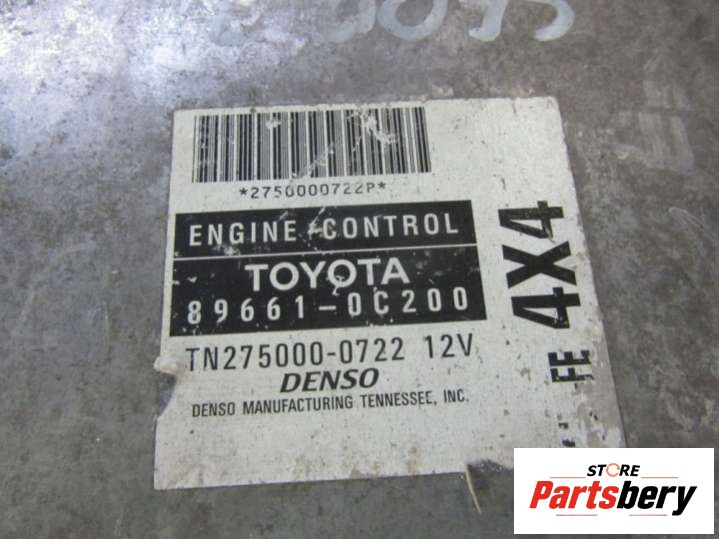 *2750000722P*
ENGINE CONTROL
TOYOTA
89661-0C200
TN275000-0722 12V
DENSO
DENSO MANUFACTURING TENNESSEE, INC.
FE 4X4
STORE
Partsbery